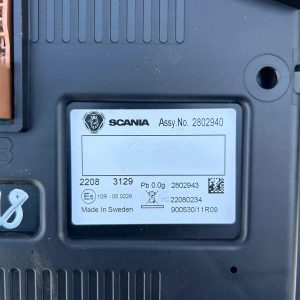 SCANIA Assy.No. 2802940
2208 3129 Pb 0.0g 2802943
E5 10R - 05 0229 22080234
Made In Sweden 900530/11R09
8